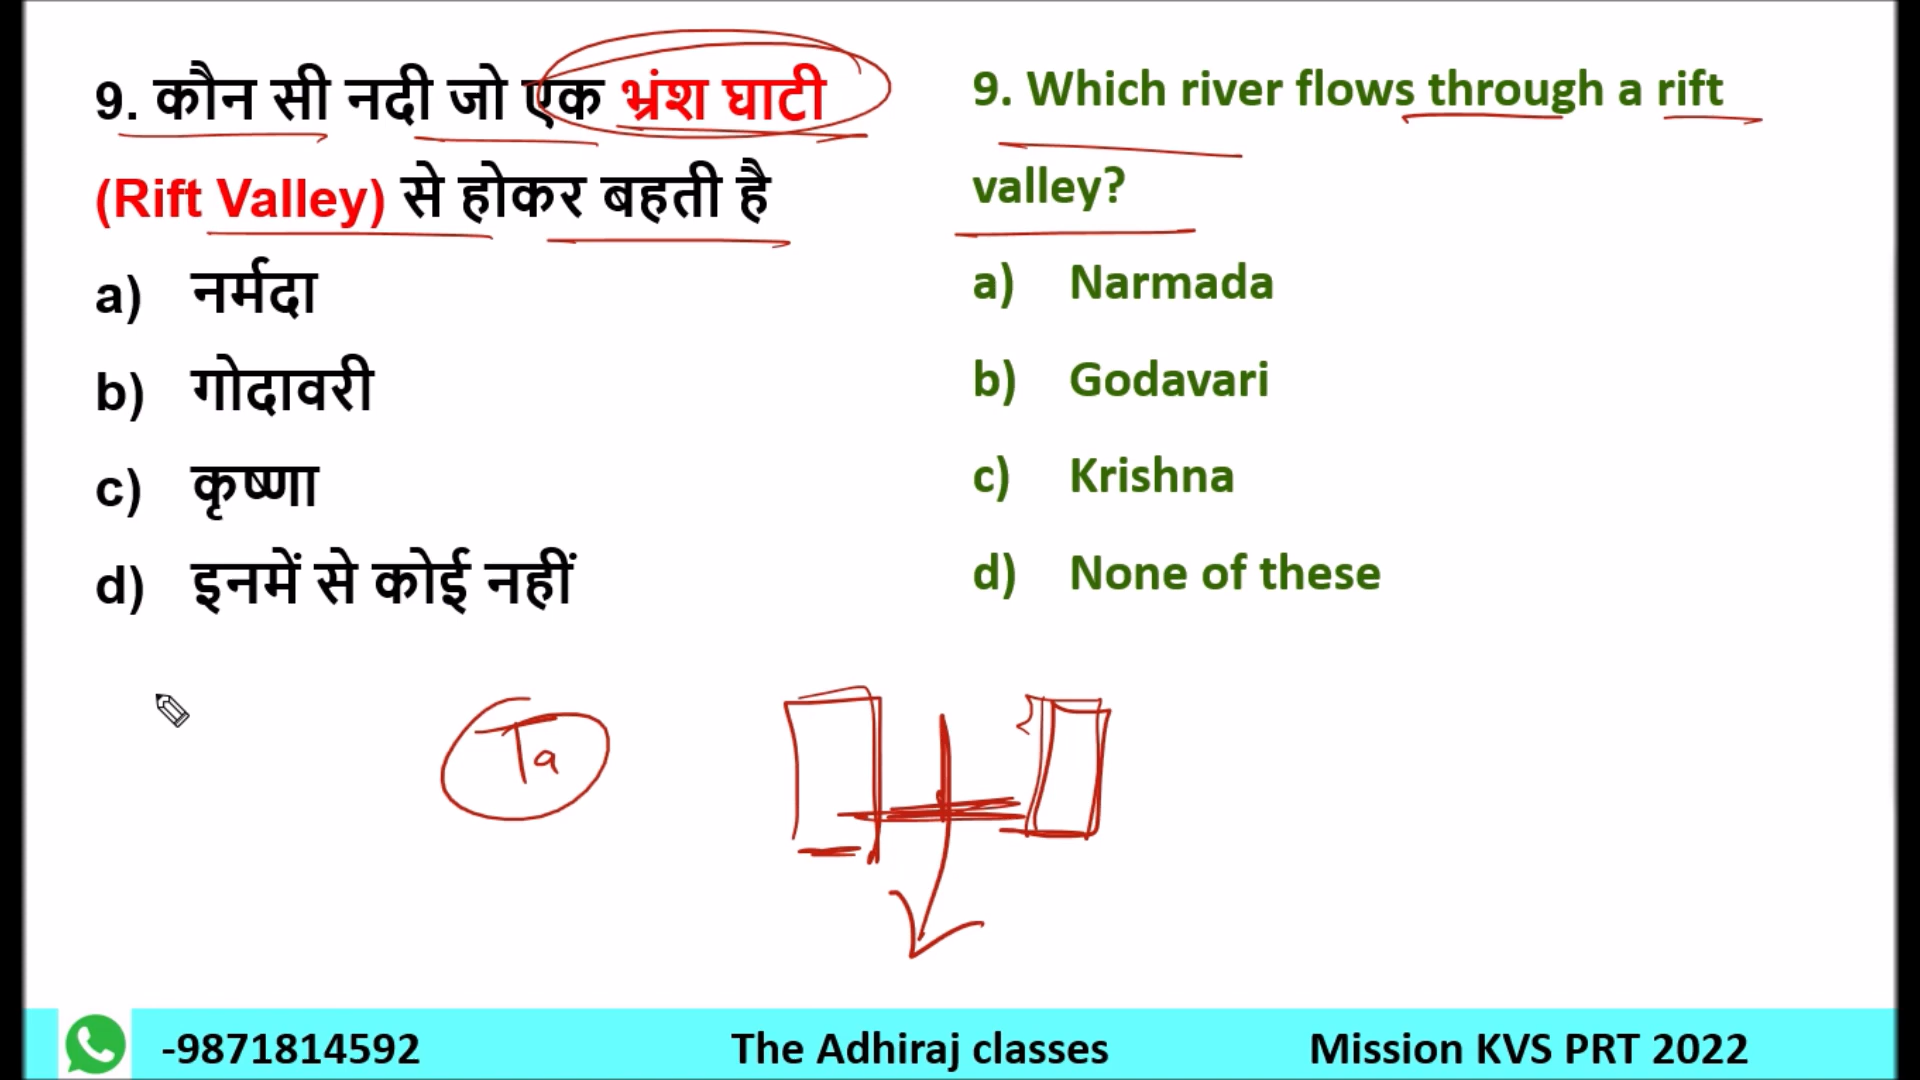 9. कौन सी नदी जो एक भ्रंश घाटी
(Rift Valley) से होकर बहती है
a) नर्मदा
b) गोदावरी
c) कृष्णा
d) इनमें से कोई नहीं
9. Which river flows through a rift
valley?
a) Narmada
b) Godavari
c) Krishna
d) None of these
Ta
-9871814592
The Adhiraj classes
Mission KVS PRT 2022